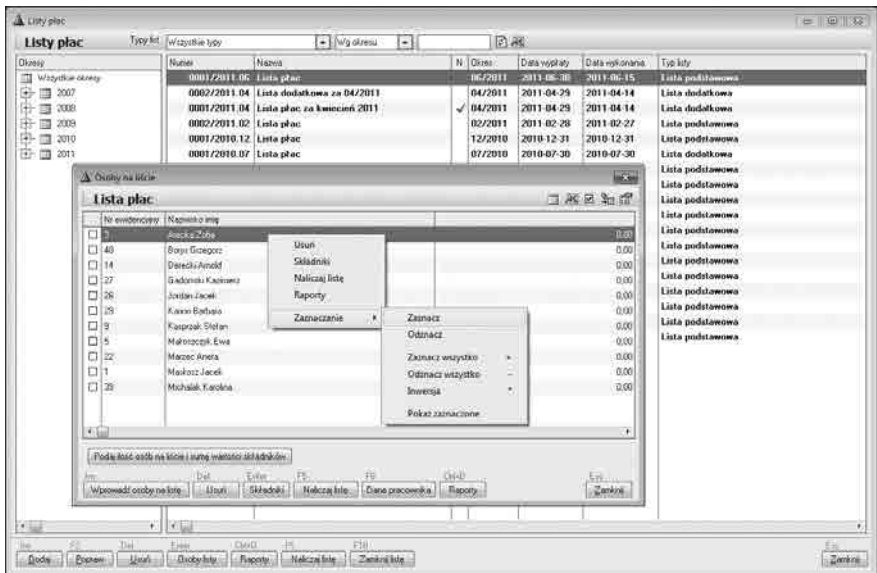 Listy płac
Listy płac Typy list Wszystkie typy Wg okresu
Okresy
Wszystkie okresy
2007
2008
2009
2010
2011
Numer Nazwa N Okres Data wypłaty Data wykonania Typ listy
0001/2011.06 Lista płac 06/2011 2011-06-30 2011-06-15 Lista podstawowa
0002/2011.04 Lista dodatkowa za 04/2011 04/2011 2011-04-29 2011-04-14 Lista dodatkowa
0001/2011.04 Lista płac za kwiecień 2011 ✓ 04/2011 2011-04-29 2011-04-14 Lista dodatkowa
0002/2011.02 Lista płac 02/2011 2011-02-28 2011-02-27 Lista podstawowa
0001/2010.12 Lista płac 12/2010 2010-12-31 2010-12-31 Lista podstawowa
0001/2010.07 Lista płac 07/2010 2010-07-30 2010-07-30 Lista dodatkowa
Lista podstawowa
Lista podstawowa
Lista podstawowa
Lista podstawowa
Lista podstawowa
Lista podstawowa
Lista podstawowa
Lista podstawowa
Lista podstawowa
Lista podstawowa
Lista podstawowa
Lista podstawowa
Osoby na liście
Lista płac
Nr ewidencyjny Nazwisko imię
3 Arecka Zofia 0,00
40 Borys Grzegorz 0,00
14 Derecki Arnold 0,00
27 Gadomski Kazimierz 0,00
26 Jordan Jacek 0,00
29 Kanon Barbara 0,00
9 Kasprzak Stefan 0,00
5 Małoszczyk Ewa 0,00
22 Marzec Aneta 0,00
1 Maskosz Jacek 0,00
39 Michalak Karolina 0,00
Usuń
Składniki
Naliczaj listę
Raporty
Zaznaczanie
Zaznacz
Odznacz
Zaznacz wszystko +
Odznacz wszystko -
Inwersja *
Pokaż zaznaczone
Podaj ilość osób na liście i sumę wartości składników
Ins Del Enter F5 F9 Ctrl+D Esc
Wprowadź osoby na listę Usuń Składniki Naliczaj listę Dane pracownika Raporty Zamknij
Ins F2 Del Enter Ctrl+D F5 F10 Esc
Dodaj Popraw Usuń Osoby listy Raporty Naliczaj listę Zamknij listę Zamknij